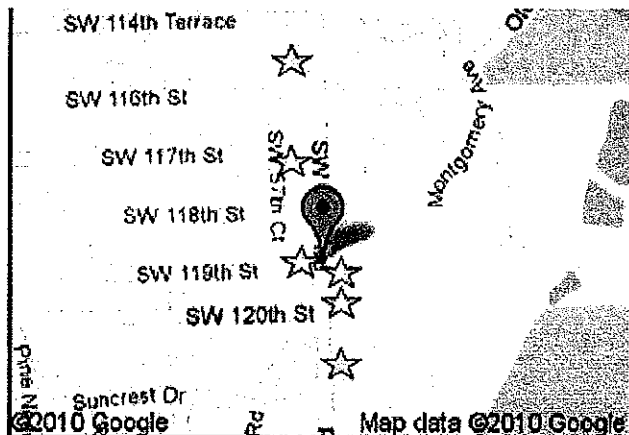 SW 114th Terrace
SW 116th St
Montgomery Ave
SW 117th St
SW
SW 57th Ct
SW 118th St
SW 119th St
SW 120th St
Suncrest Dr
Rd
©2010 Google
Map data ©2010 Google